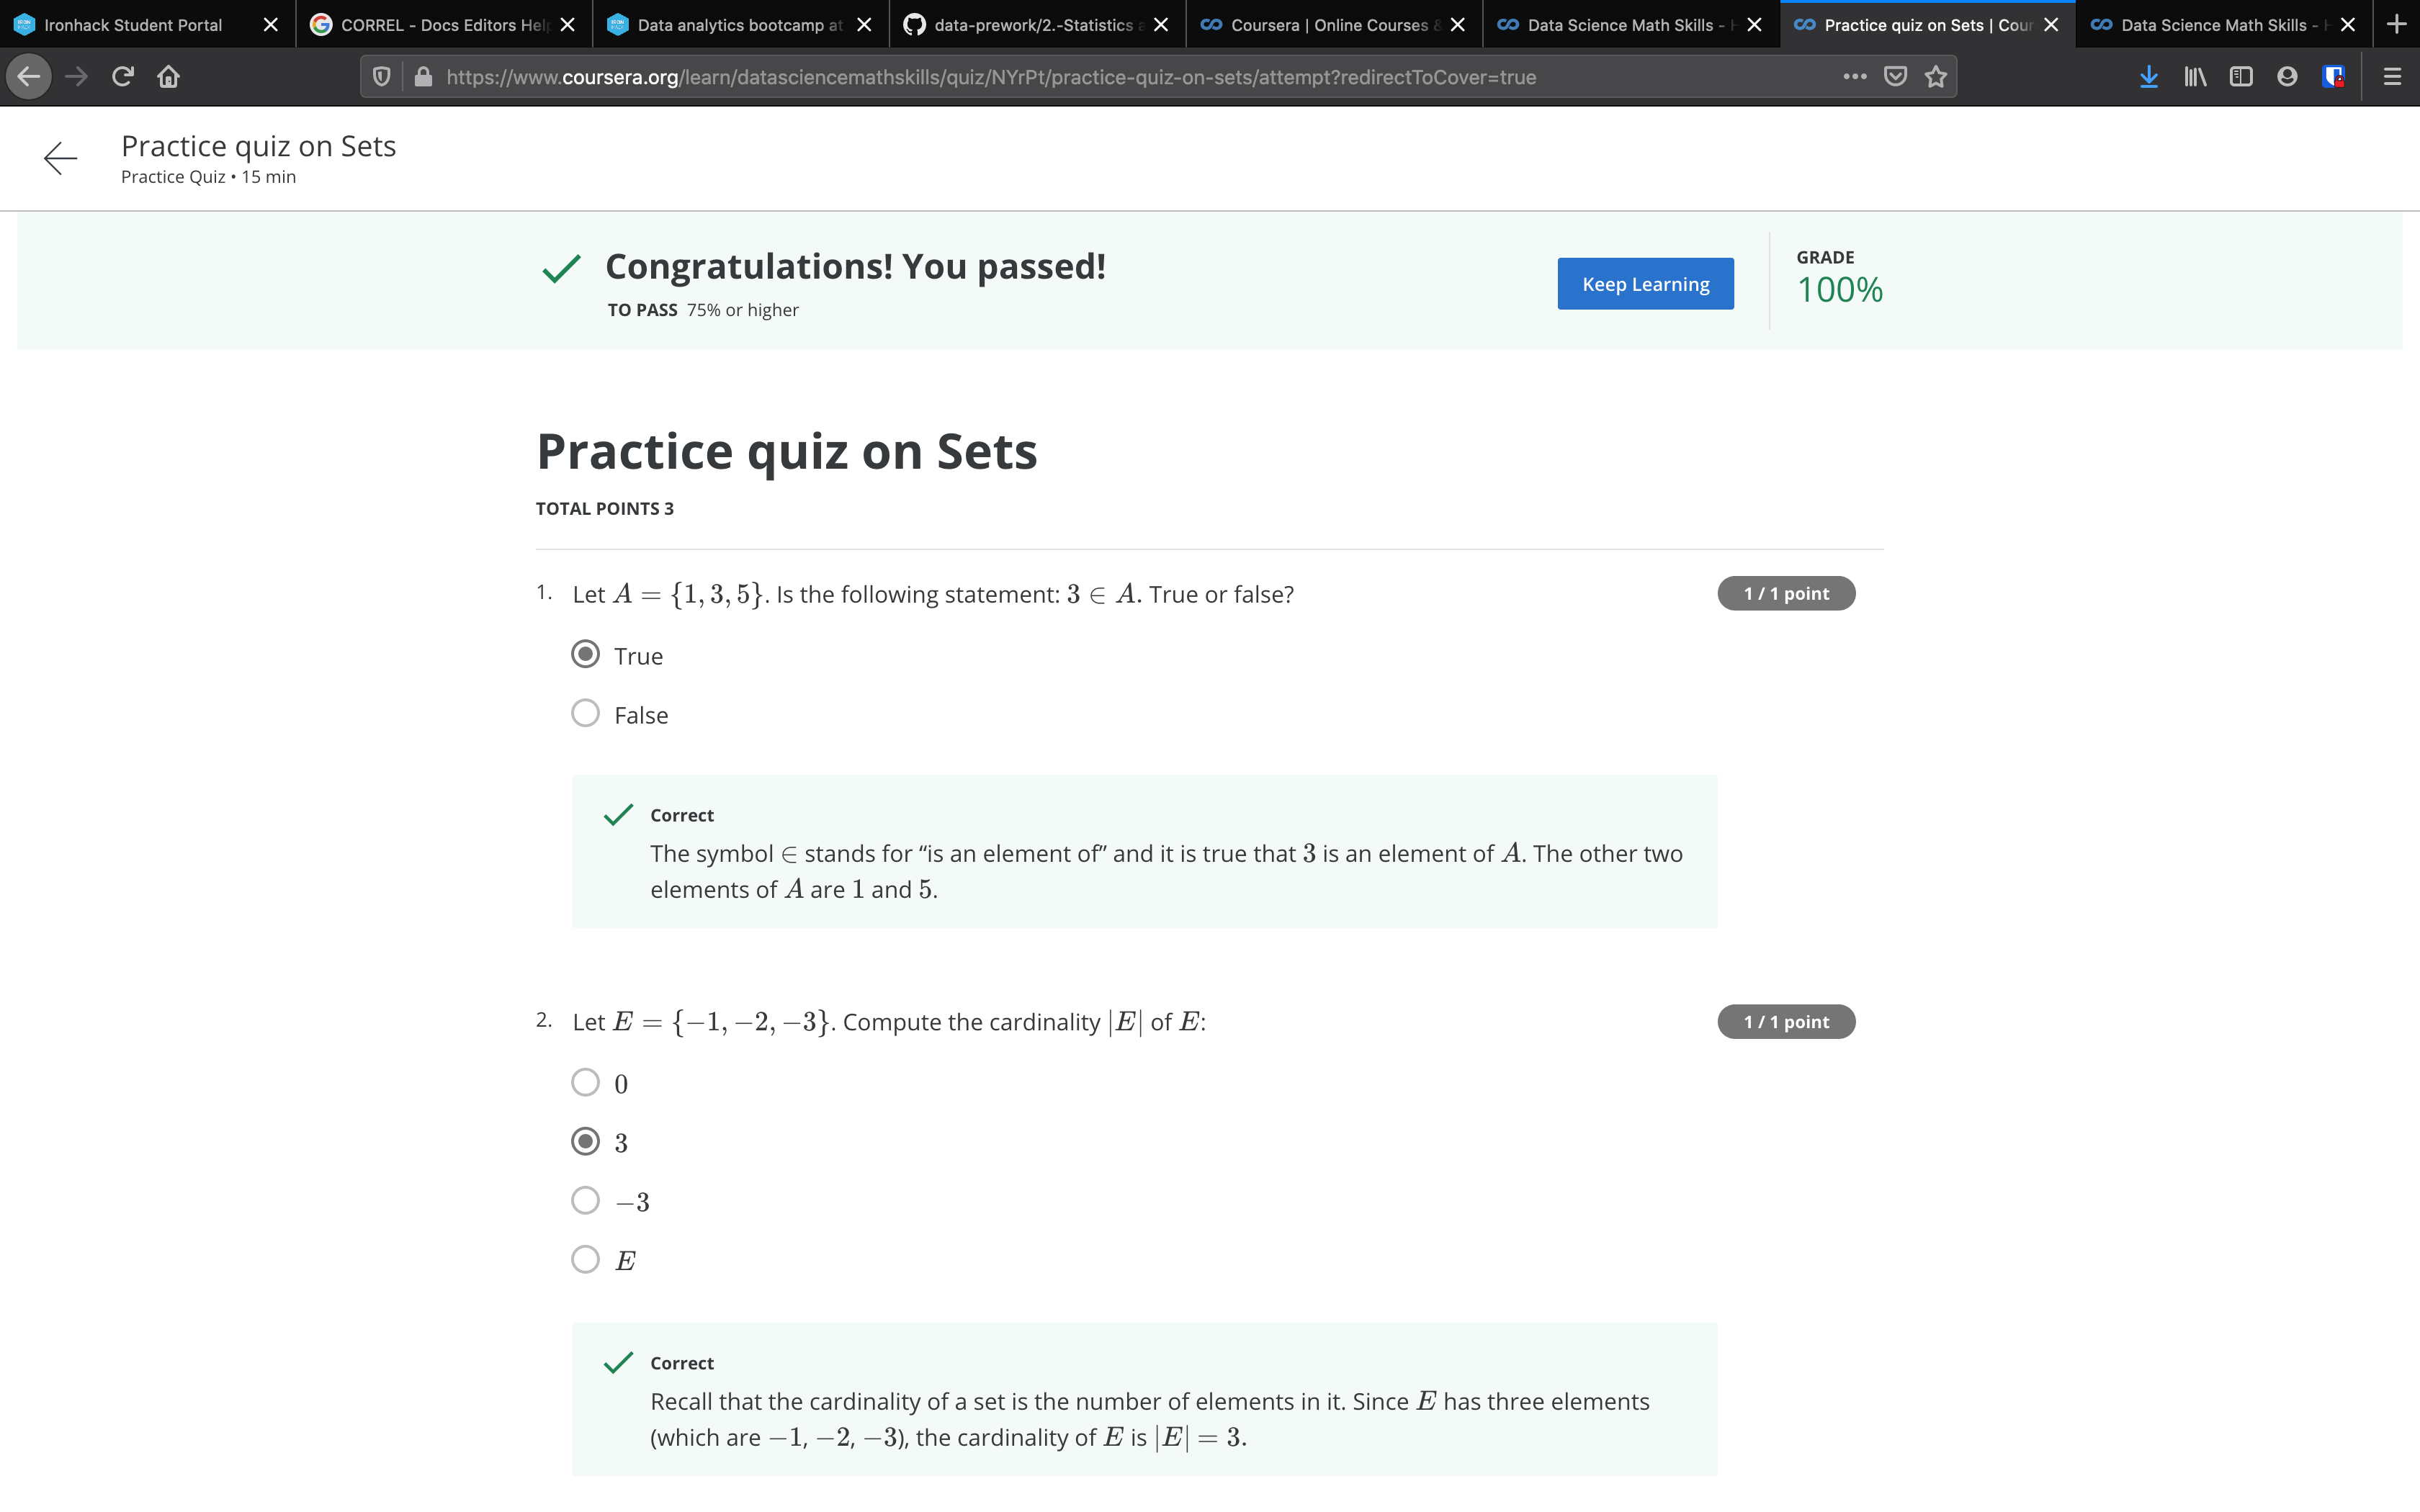 Ironhack Student Portal
CORREL - Docs Editors Help
Data analytics bootcamp at
data-prework/2.-Statistics a
Coursera | Online Courses &
Data Science Math Skills -
Practice quiz on Sets | Cour
Data Science Math Skills -
https://www.coursera.org/learn/datasciencemathskills/quiz/NYrPt/practice-quiz-on-sets/attempt?redirectToCover=true
Practice quiz on Sets
Practice Quiz • 15 min
Congratulations! You passed!
TO PASS 75% or higher
Keep Learning
GRADE
100%
Practice quiz on Sets
TOTAL POINTS 3
1. Let A = {1, 3, 5}. Is the following statement: 3 ∈ A. True or false?
1 / 1 point
True
False
Correct
The symbol ∈ stands for “is an element of” and it is true that 3 is an element of A. The other two
elements of A are 1 and 5.
2. Let E = {−1, −2, −3}. Compute the cardinality |E| of E:
1 / 1 point
0
3
−3
E
Correct
Recall that the cardinality of a set is the number of elements in it. Since E has three elements
(which are −1, −2, −3), the cardinality of E is |E| = 3.